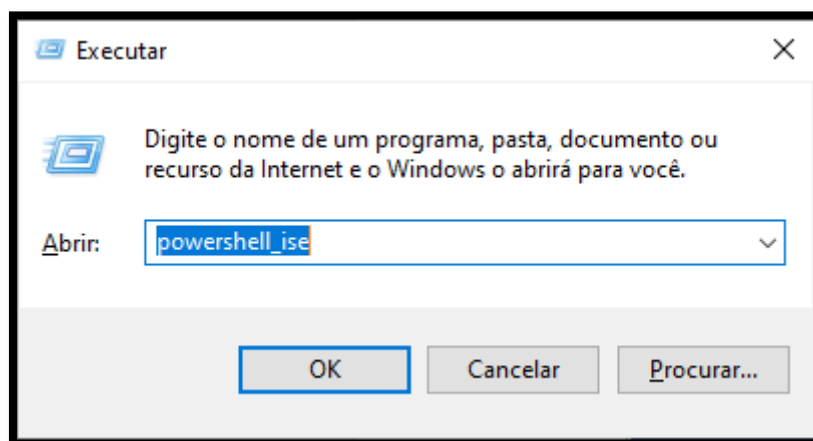 Executar
Digite o nome de um programa, pasta, documento ou
recurso da Internet e o Windows o abrirá para você.
Abrir: powershell_ise
OK Cancelar Procurar...